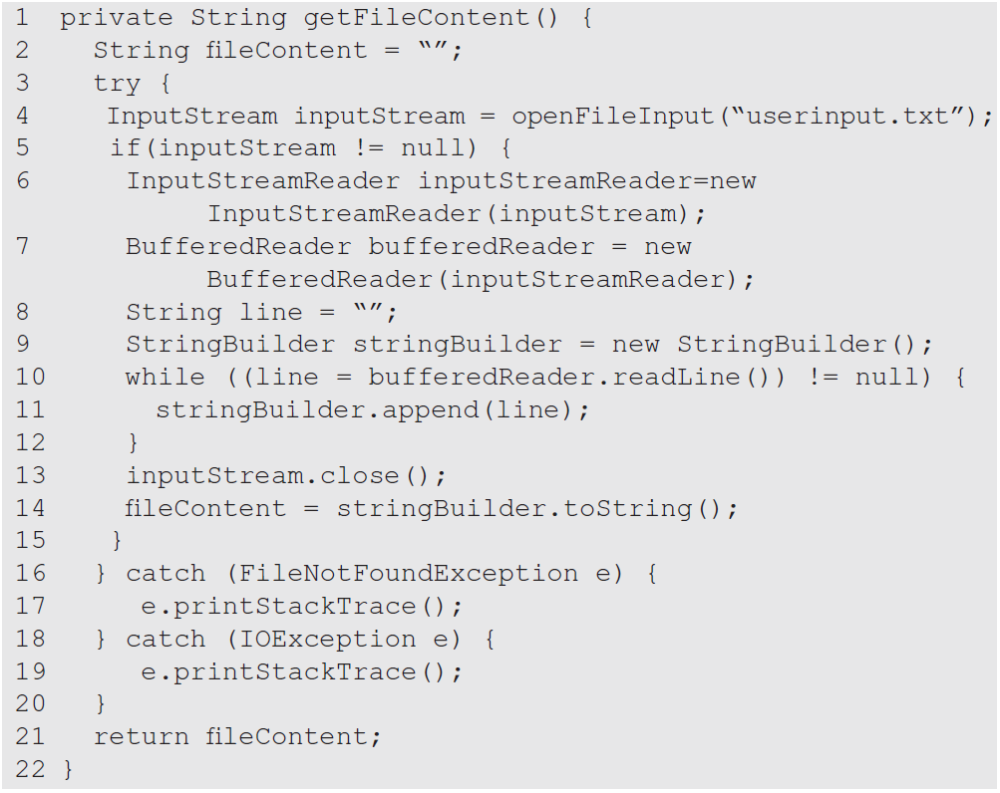 1 private String getFileContent() {
2 String fileContent = “”;
3 try {
4 InputStream inputStream = openFileInput(“userinput.txt”);
5 if(inputStream != null) {
6 InputStreamReader inputStreamReader=new
InputStreamReader(inputStream);
7 BufferedReader bufferedReader = new
BufferedReader(inputStreamReader);
8 String line = “”;
9 StringBuilder stringBuilder = new StringBuilder();
10 while ((line = bufferedReader.readLine()) != null) {
11 stringBuilder.append(line);
12 }
13 inputStream.close();
14 fileContent = stringBuilder.toString();
15 }
16 } catch (FileNotFoundException e) {
17 e.printStackTrace();
18 } catch (IOException e) {
19 e.printStackTrace();
20 }
21 return fileContent;
22 }